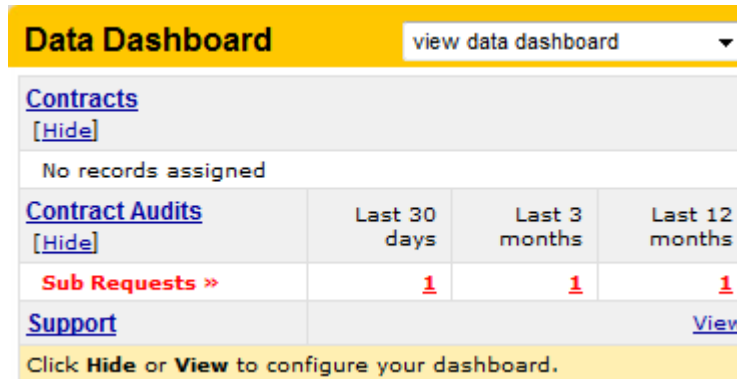 Data Dashboard view data dashboard
Contracts
[Hide]
No records assigned
Contract Audits Last 30 days Last 3 months Last 12 months
[Hide]
Sub Requests » 1 1 1
Support View
Click Hide or View to configure your dashboard.